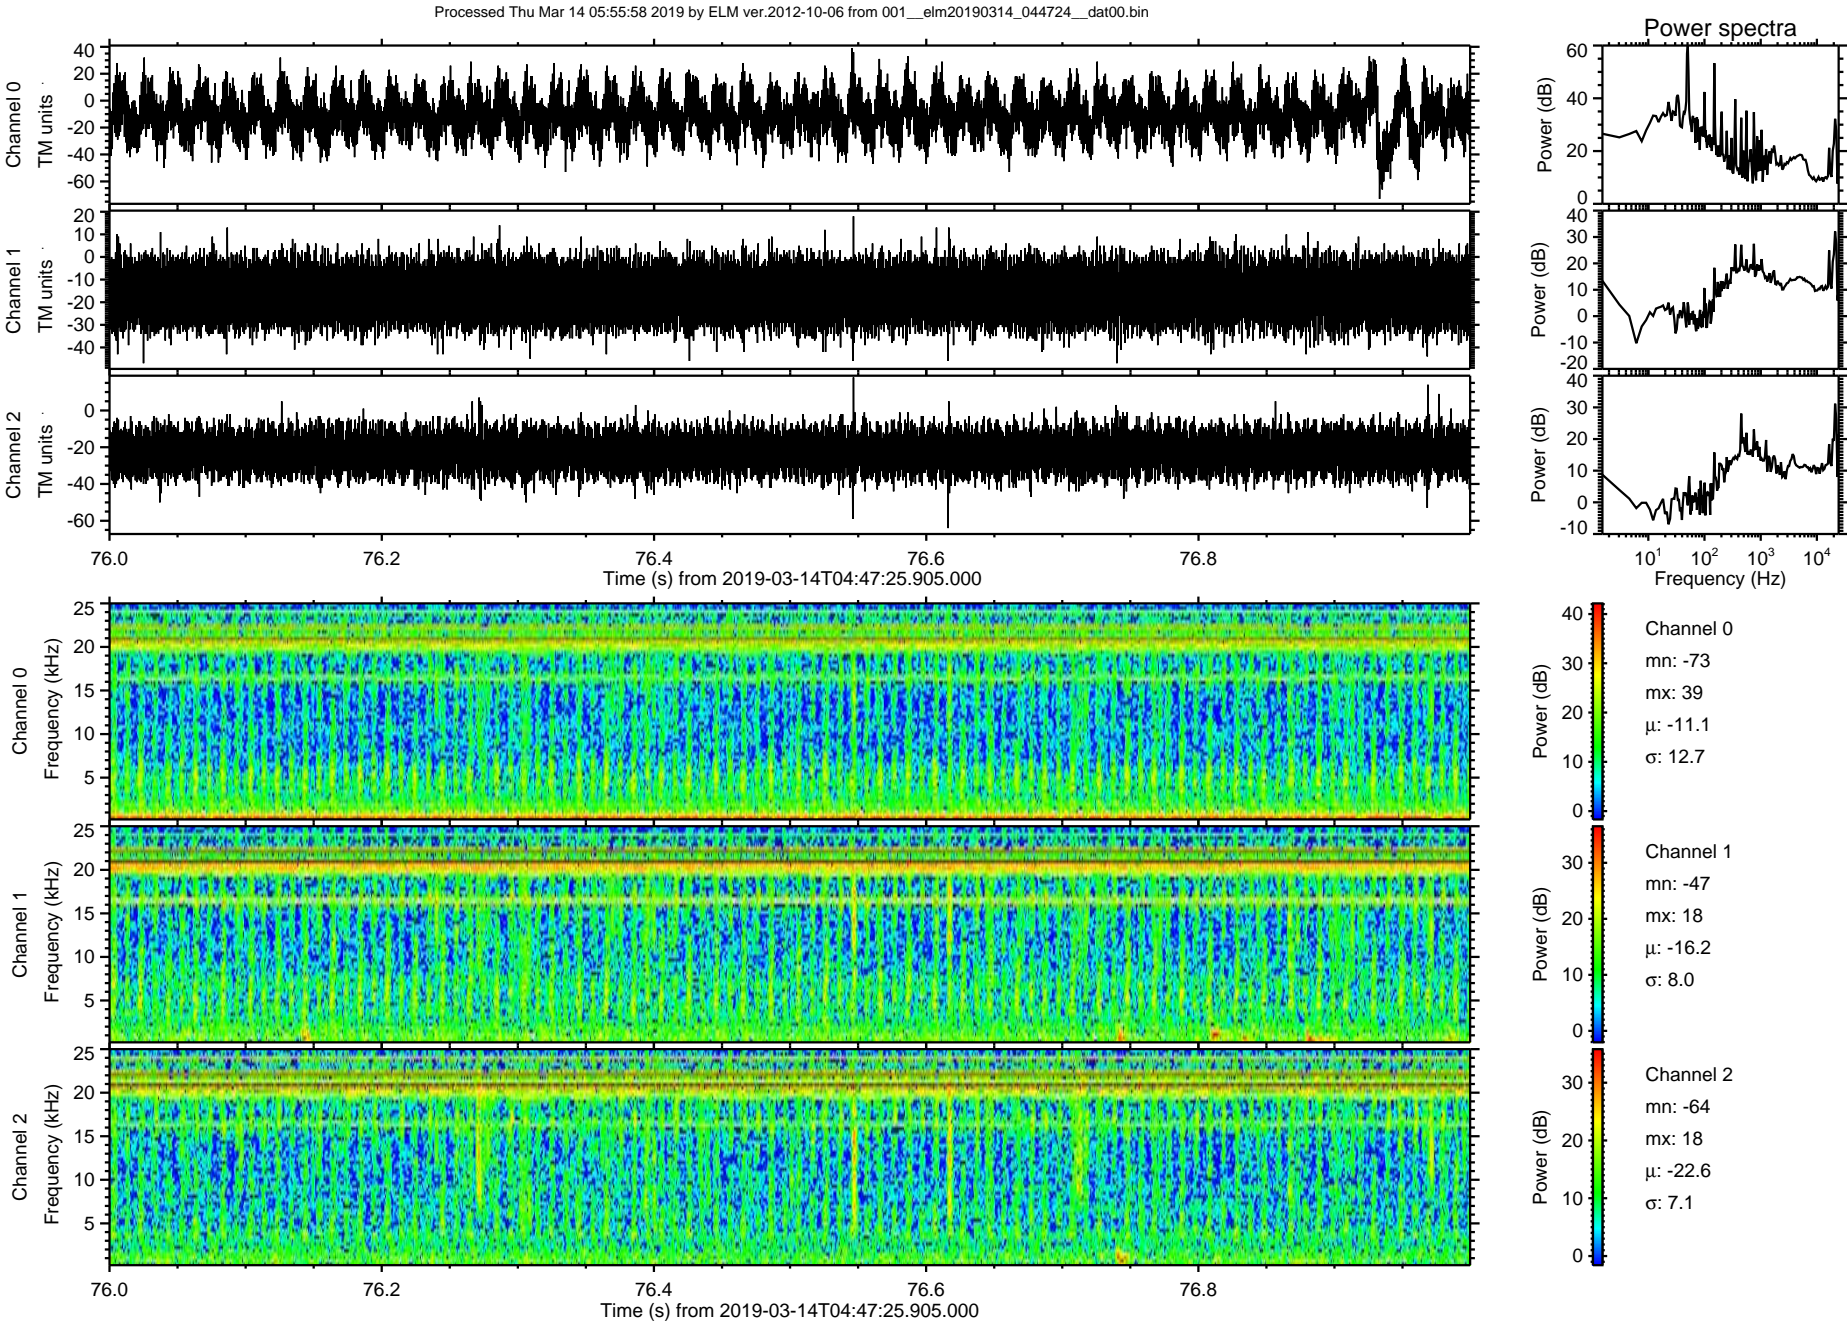 Processed Thu Mar 14 05:55:58 2019 by ELM ver.2012-10-06 from 001__elm20190314_044724__dat00.bin
Power spectra
Channel 0
TM units
40
20
0
-20
-40
-60
Power (dB)
60
40
20
0
Channel 1
TM units
20
10
0
-10
-20
-30
-40
Power (dB)
40
30
20
10
0
-10
-20
Channel 2
TM units
0
-20
-40
-60
Power (dB)
40
30
20
10
0
-10
76.0 76.2 76.4 76.6 76.8
Time (s) from 2019-03-14T04:47:25.905.000
10¹ 10² 10³ 10⁴
Frequency (Hz)
Channel 0
Frequency (kHz)
25
20
15
10
5
Power (dB)
40
30
20
10
0
Channel 0
mn: -73
mx: 39
μ: -11.1
σ: 12.7
Channel 1
Frequency (kHz)
25
20
15
10
5
Power (dB)
30
20
10
0
Channel 1
mn: -47
mx: 18
μ: -16.2
σ: 8.0
Channel 2
Frequency (kHz)
25
20
15
10
5
Power (dB)
30
20
10
0
Channel 2
mn: -64
mx: 18
μ: -22.6
σ: 7.1
76.0 76.2 76.4 76.6 76.8
Time (s) from 2019-03-14T04:47:25.905.000